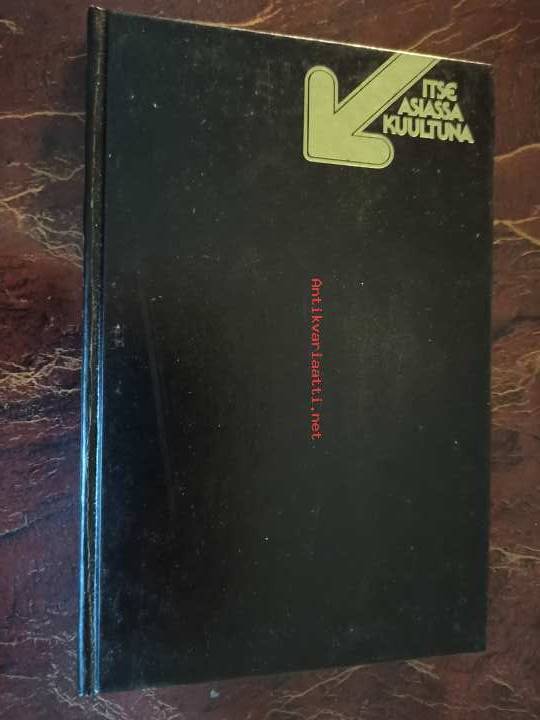 ITSE
ASIASSA
KUULTUNA
Antikvariaatti.net